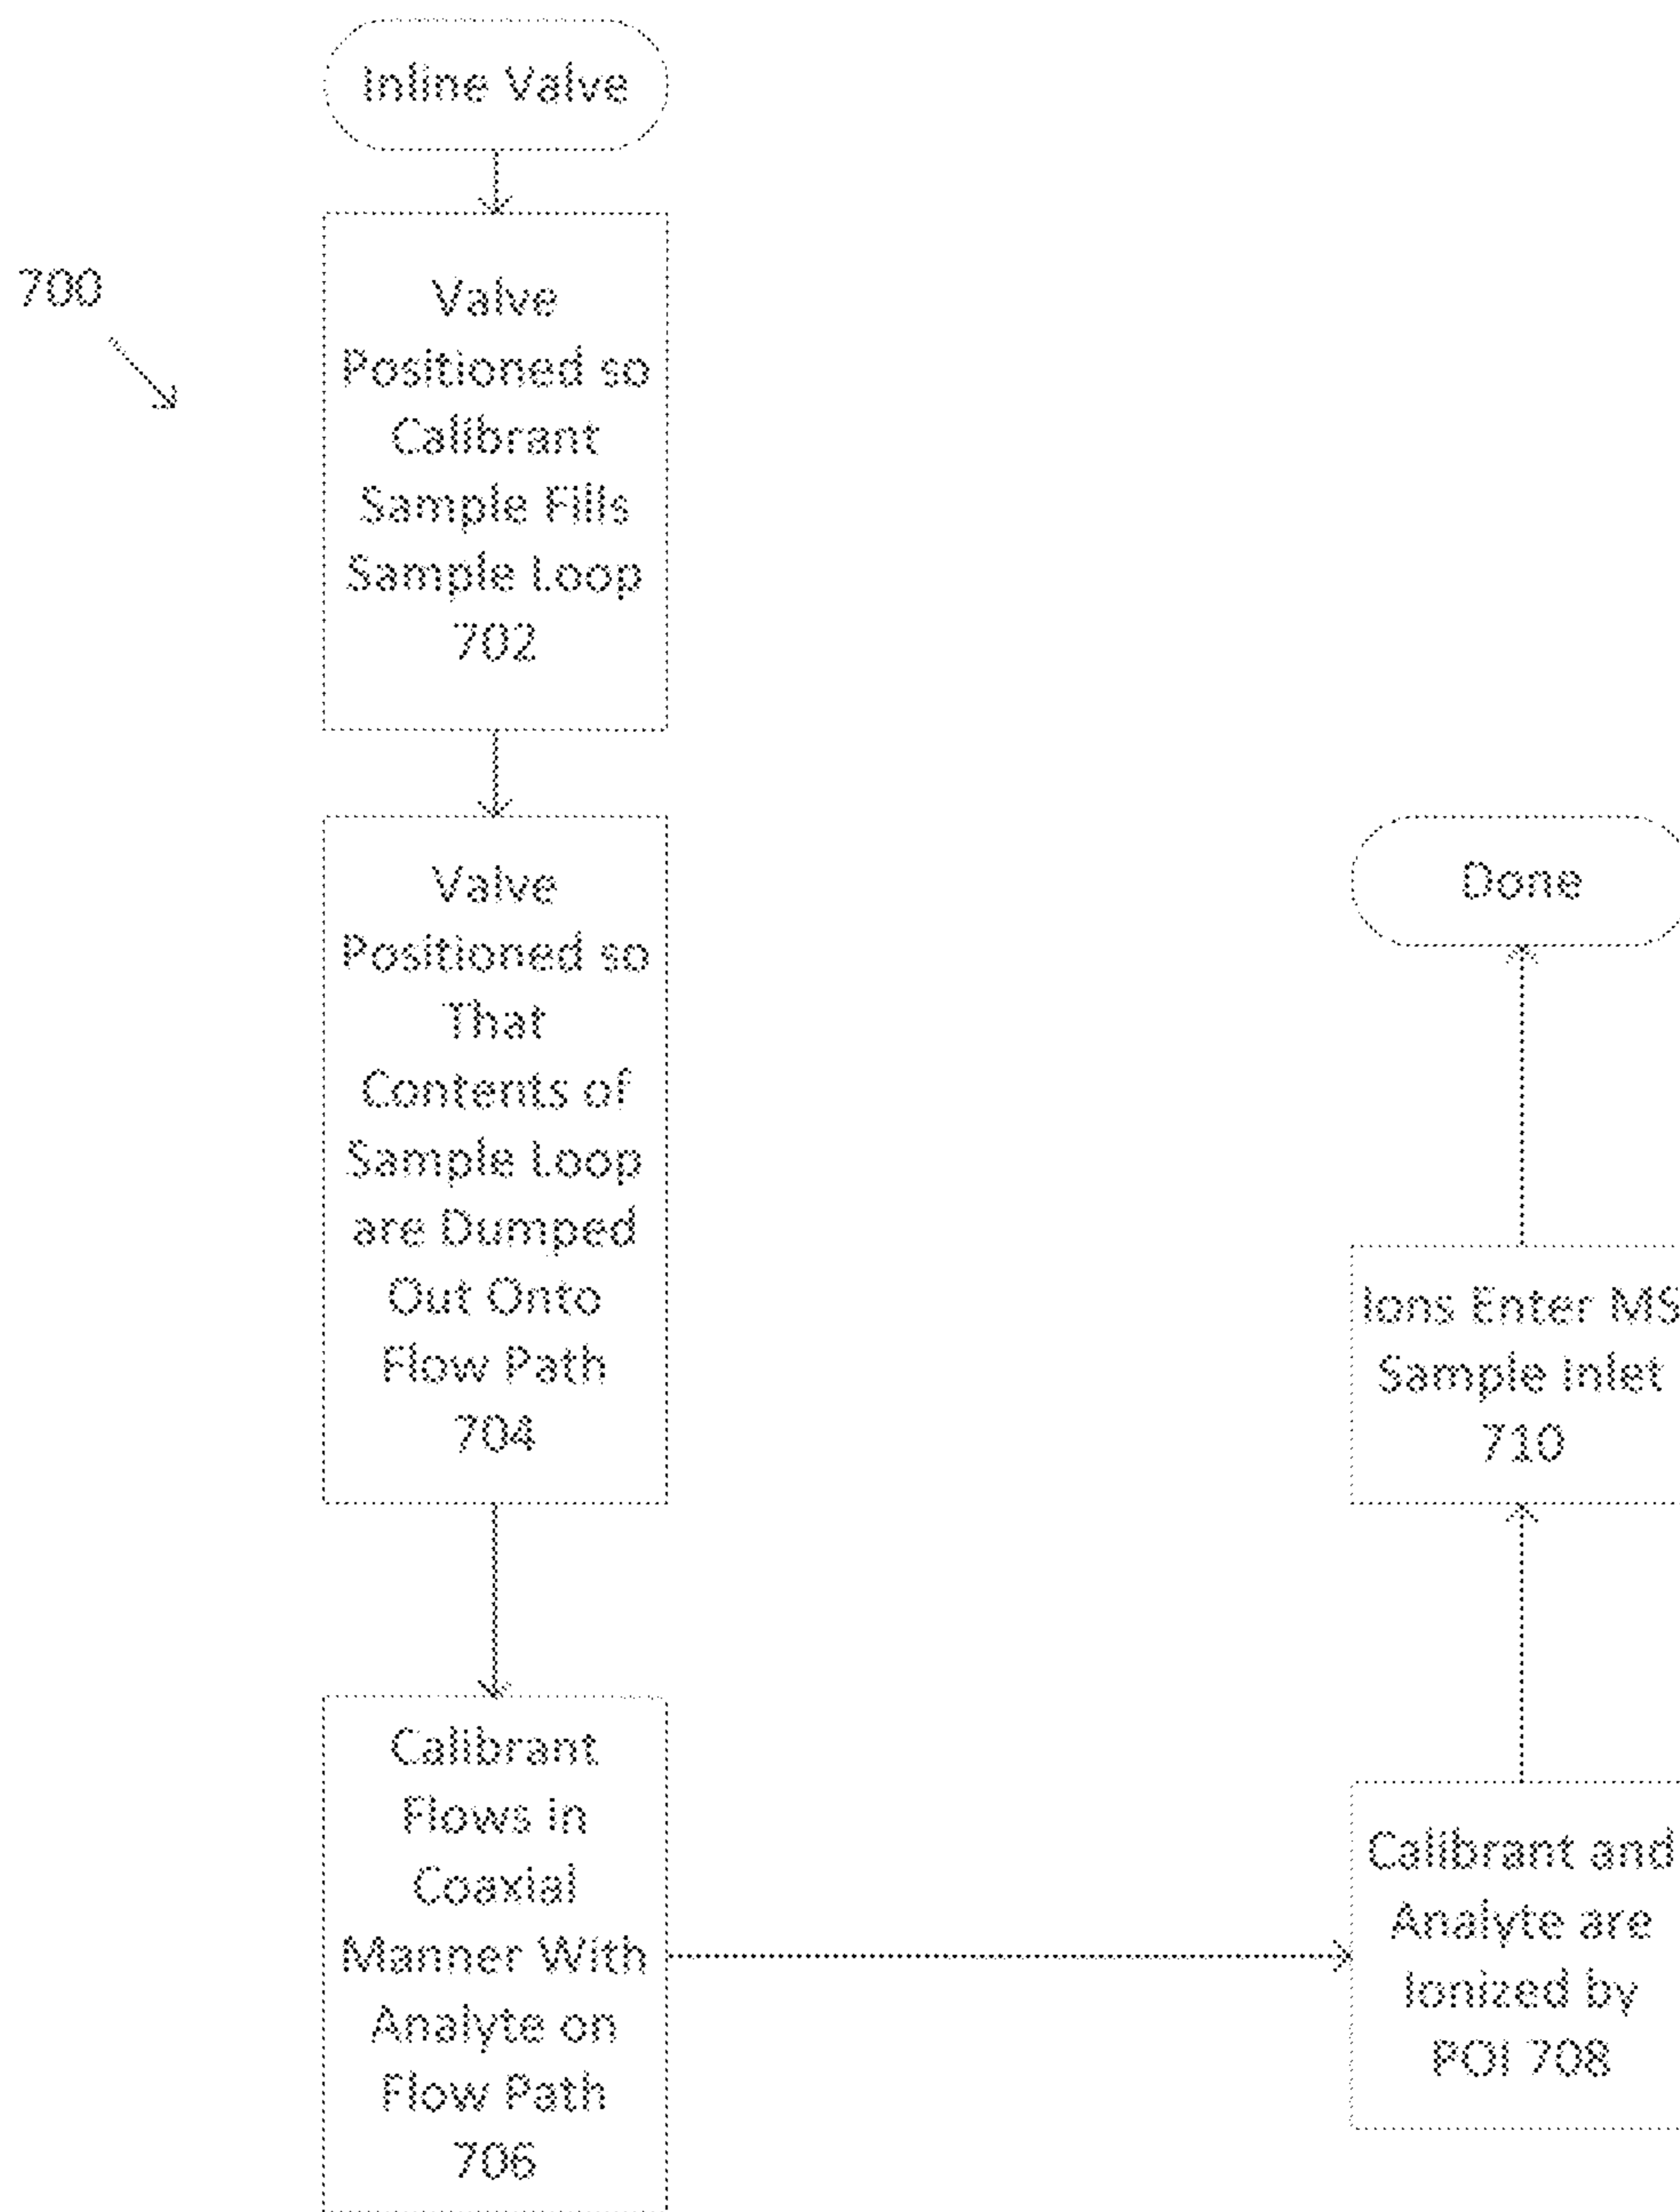 Inline Valve
700
Valve
Positioned so
Calibrant
Sample Fills
Sample Loop
702
Valve
Positioned so
That
Contents of
Sample Loop
are Dumped
Out Onto
Flow Path
704
Calibrant
Flows in
Coaxial
Manner With
Analyte on
Flow Path
706
Calibrant and
Analyte are
Ionized by
POI 708
Ions Enter MS
Sample Inlet
710
Done